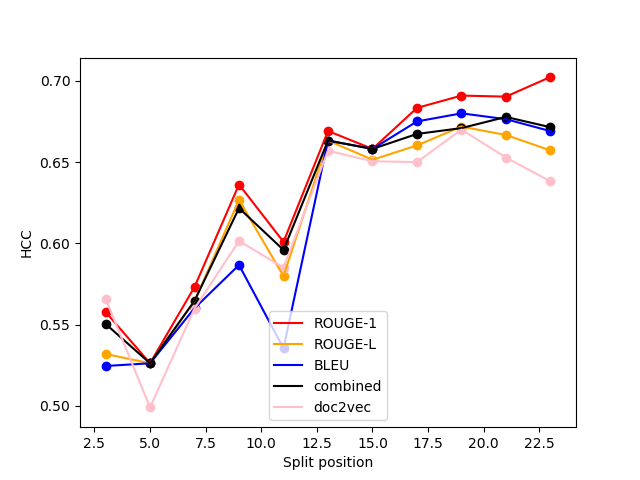 0.70
0.65
0.60
0.55
0.50
HCC
ROUGE-1
ROUGE-L
BLEU
combined
doc2vec
2.5 5.0 7.5 10.0 12.5 15.0 17.5 20.0 22.5
Split position